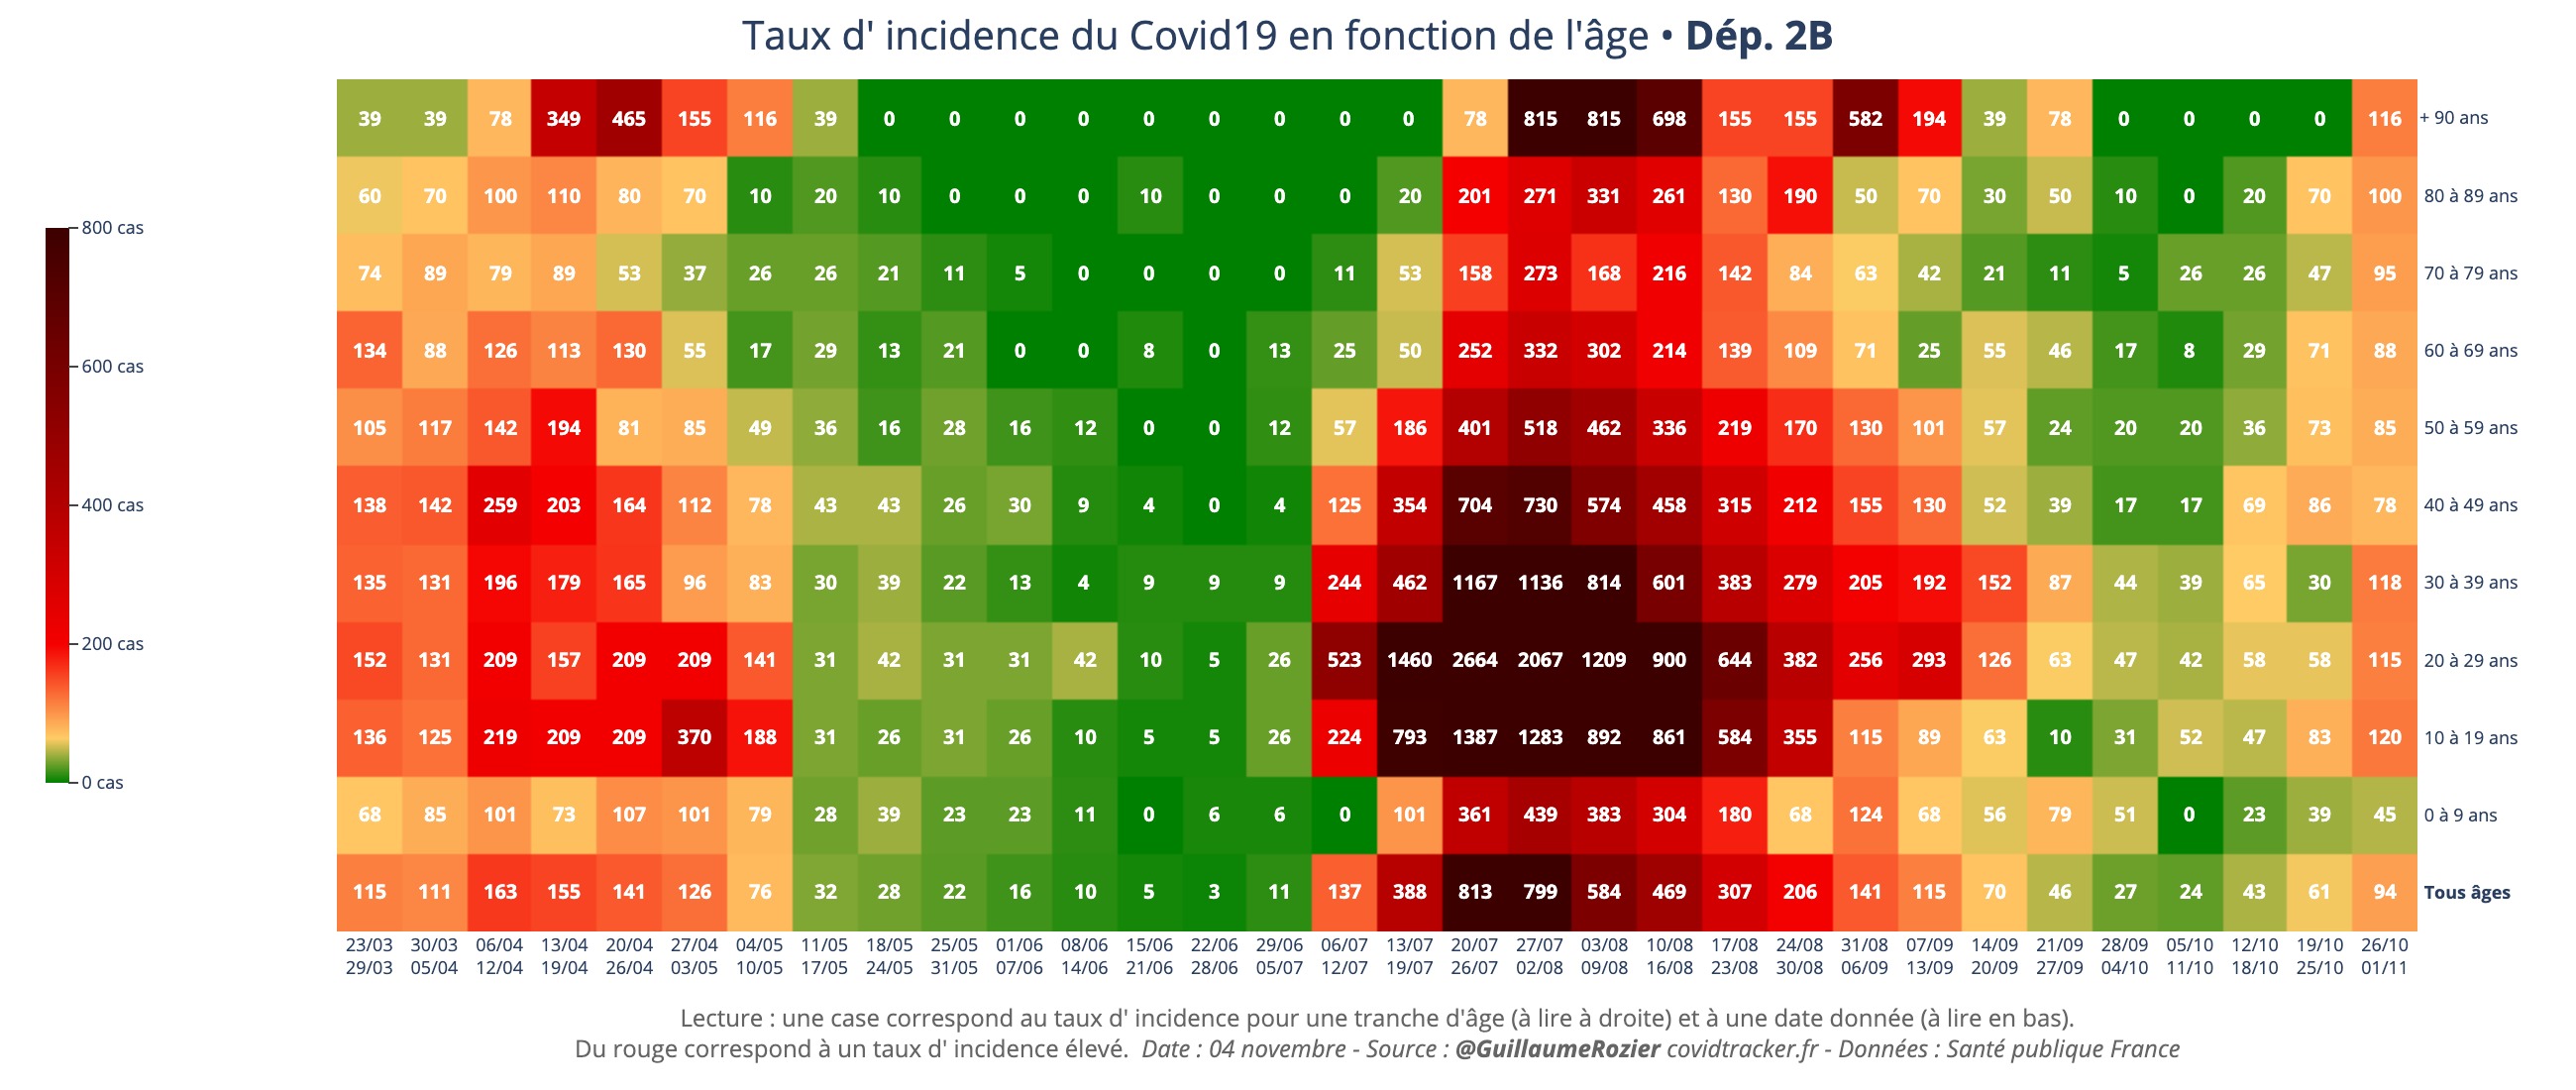 Taux d' incidence du Covid19 en fonction de l'âge • Dép. 2B
800 cas
600 cas
400 cas
200 cas
0 cas
39 39 78 349 465 155 116 39 0 0 0 0 0 0 0 0 0 78 815 815 698 155 155 582 194 39 78 0 0 0 0 116 + 90 ans
60 70 100 110 80 70 10 20 10 0 0 0 10 0 0 0 20 201 271 331 261 130 190 50 70 30 50 10 0 20 70 100 80 à 89 ans
74 89 79 89 53 37 26 26 21 11 5 0 0 0 0 11 53 158 273 168 216 142 84 63 42 21 11 5 26 26 47 95 70 à 79 ans
134 88 126 113 130 55 17 29 13 21 0 0 8 0 13 25 50 252 332 302 214 139 109 71 25 55 46 17 8 29 71 88 60 à 69 ans
105 117 142 194 81 85 49 36 16 28 16 12 0 0 12 57 186 401 518 462 336 219 170 130 101 57 24 20 20 36 73 85 50 à 59 ans
138 142 259 203 164 112 78 43 43 26 30 9 4 0 4 125 354 704 730 574 458 315 212 155 130 52 39 17 17 69 86 78 40 à 49 ans
135 131 196 179 165 96 83 30 39 22 13 4 9 9 9 244 462 1167 1136 814 601 383 279 205 192 152 87 44 39 65 30 118 30 à 39 ans
152 131 209 157 209 209 141 31 42 31 31 42 10 5 26 523 1460 2664 2067 1209 900 644 382 256 293 126 63 47 42 58 58 115 20 à 29 ans
136 125 219 209 209 370 188 31 26 31 26 10 5 5 26 224 793 1387 1283 892 861 584 355 115 89 63 10 31 52 47 83 120 10 à 19 ans
68 85 101 73 107 101 79 28 39 23 23 11 0 6 6 0 101 361 439 383 304 180 68 124 68 56 79 51 0 23 39 45 0 à 9 ans
115 111 163 155 141 126 76 32 28 22 16 10 5 3 11 137 388 813 799 584 469 307 206 141 115 70 46 27 24 43 61 94 Tous âges
23/03 30/03 06/04 13/04 20/04 27/04 04/05 11/05 18/05 25/05 01/06 08/06 15/06 22/06 29/06 06/07 13/07 20/07 27/07 03/08 10/08 17/08 24/08 31/08 07/09 14/09 21/09 28/09 05/10 12/10 19/10 26/10
29/03 05/04 12/04 19/04 26/04 03/05 10/05 17/05 24/05 31/05 07/06 14/06 21/06 28/06 05/07 12/07 19/07 26/07 02/08 09/08 16/08 23/08 30/08 06/09 13/09 20/09 27/09 04/10 11/10 18/10 25/10 01/11
Lecture : une case correspond au taux d' incidence pour une tranche d'âge (à lire à droite) et à une date donnée (à lire en bas).
Du rouge correspond à un taux d' incidence élevé. Date : 04 novembre - Source : @GuillaumeRozier covidtracker.fr - Données : Santé publique France